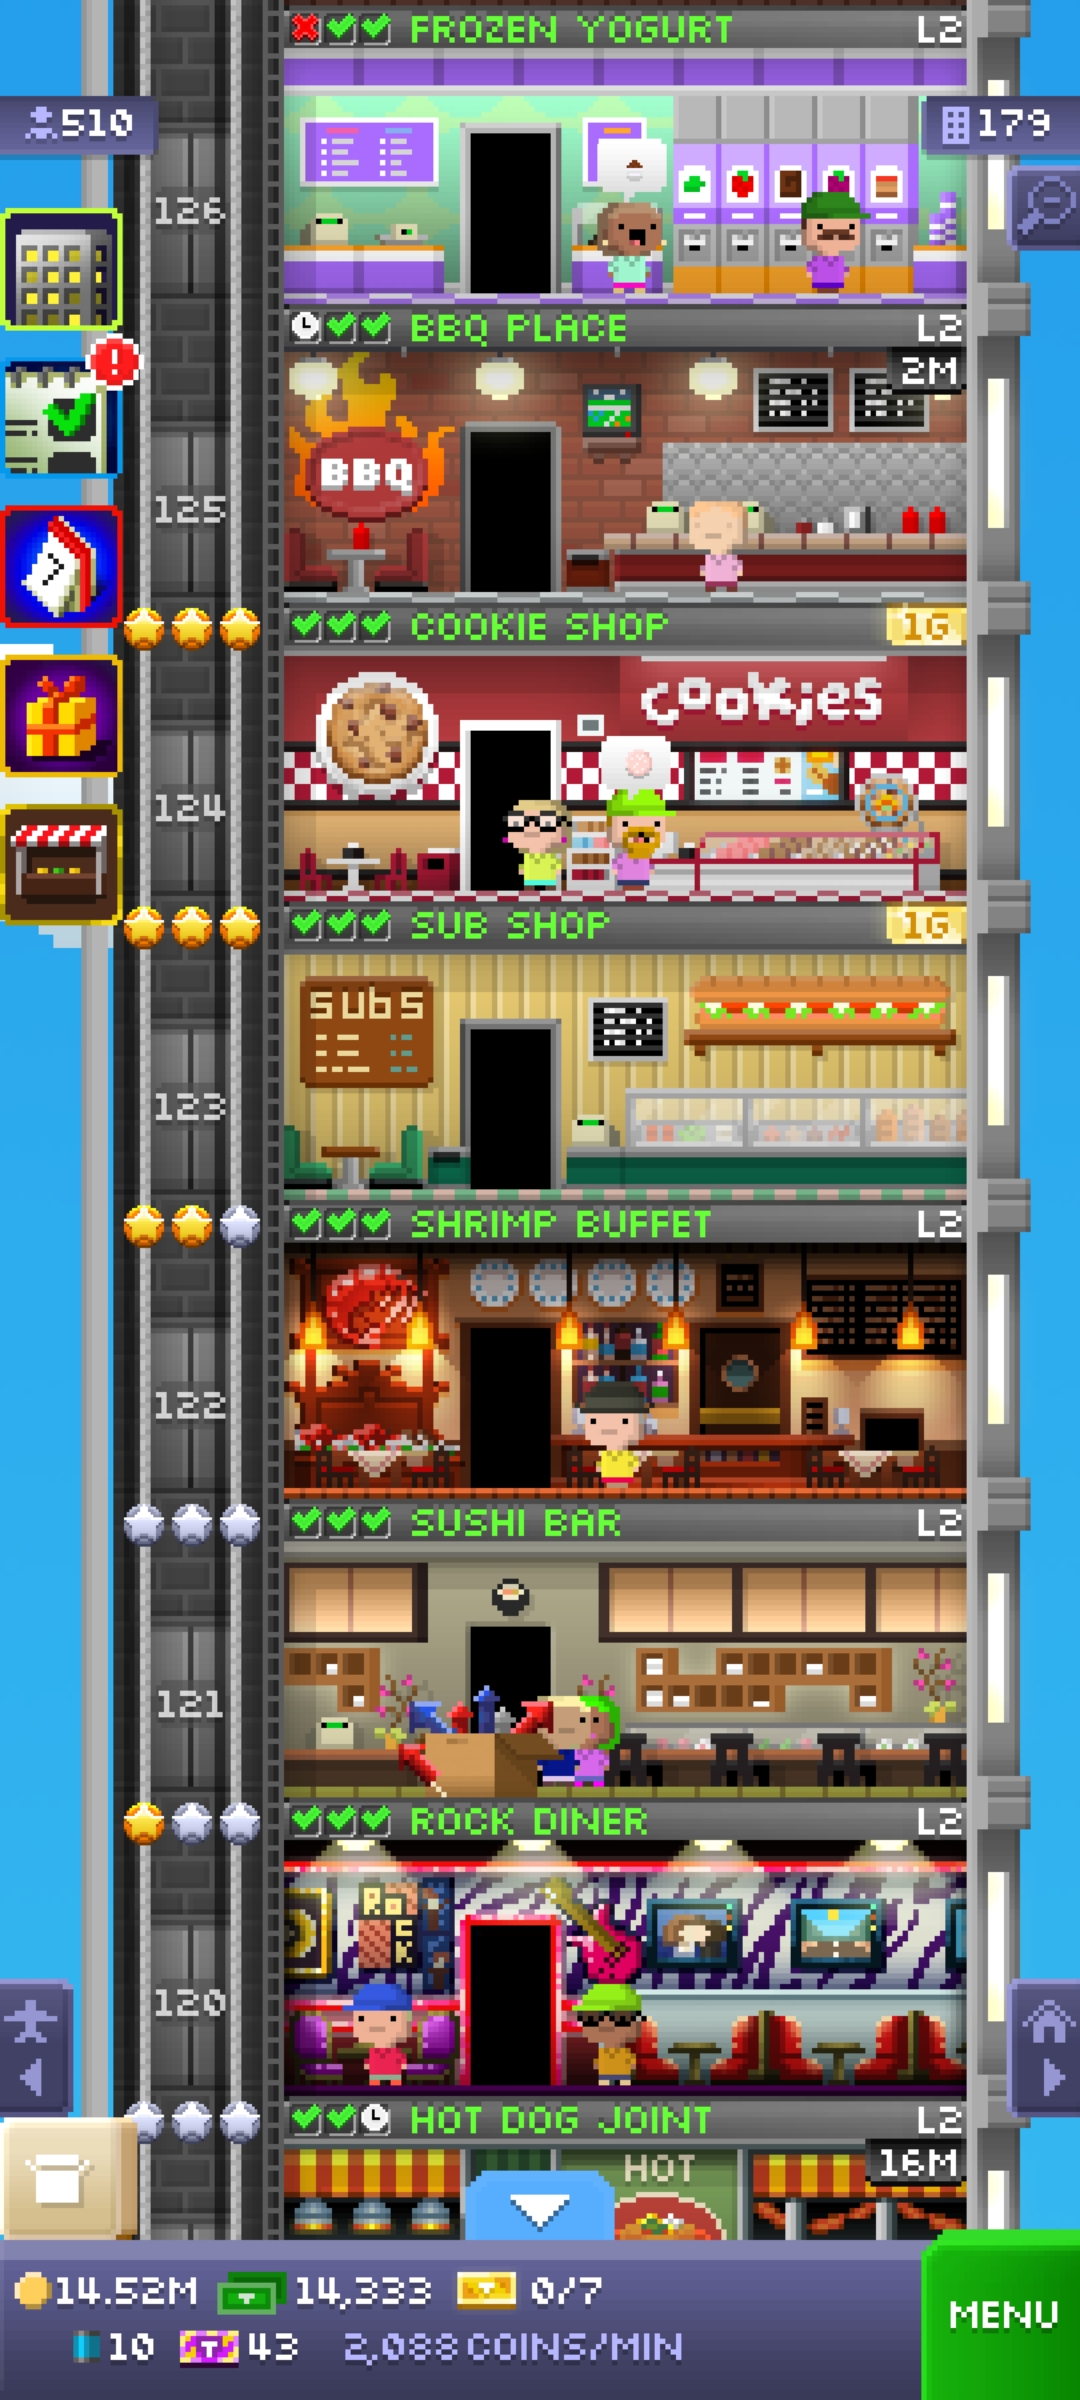 FROZEN YOGURT L2
510
179
126
BBQ PLACE L2
2M
BBQ
125
7
COOKIE SHOP 1G
cookies
124
SUB SHOP 1G
subs
123
SHRIMP BUFFET L2
122
SUSHI BAR L2
121
ROCK DINER L2
ROCK
120
HOT DOG JOINT L2
16M
HOT
14.52M 14,333 0/7
10 T 43 2,088 COINS/MIN
MENU